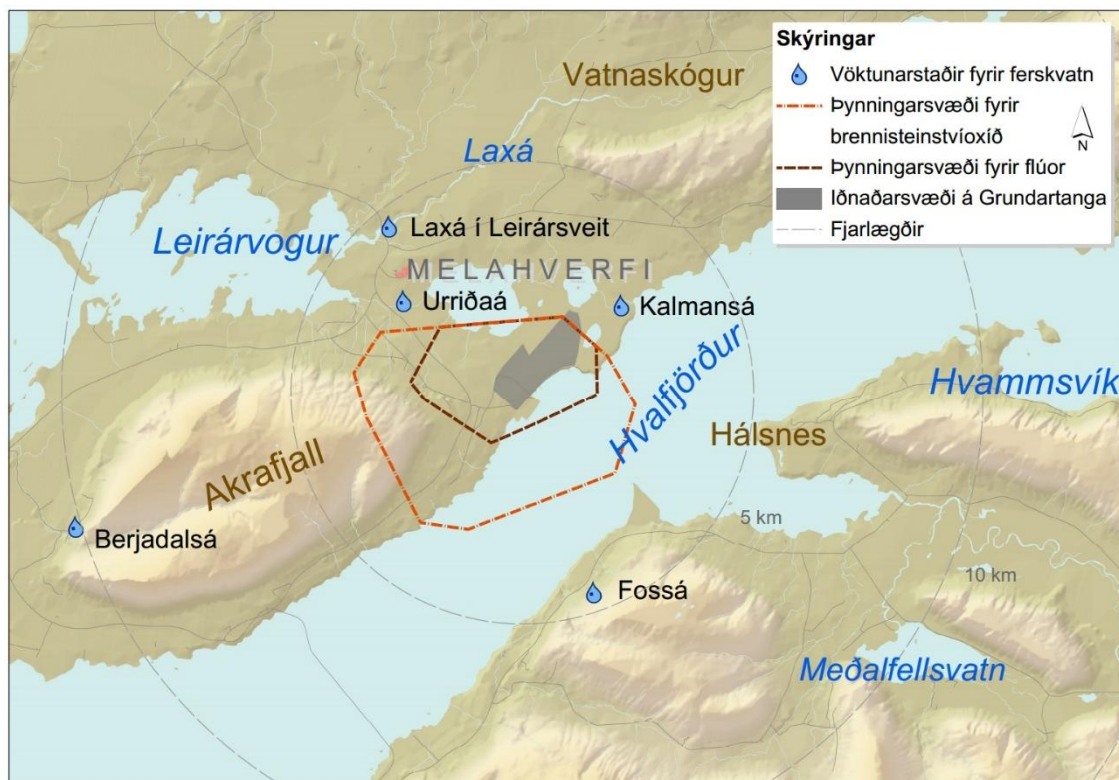 Skýringar
Vöktunarstaðir fyrir ferskvatn
Þynningarsvæði fyrir
brennisteinstvíoxíð
N
Þynningarsvæði fyrir flúor
Iðnaðarsvæði á Grundartanga
Fjarlægðir
Vatnaskógur
Laxá
Laxá í Leirársveit
Leirárvogur
MELAHVERFI
Urriðaá
Kalmansá
Hvalfjörður
Hvammsvík
Hálsnes
Akrafjall
5 km
Berjadalsá
10 km
Fossá
Meðalfellsvatn